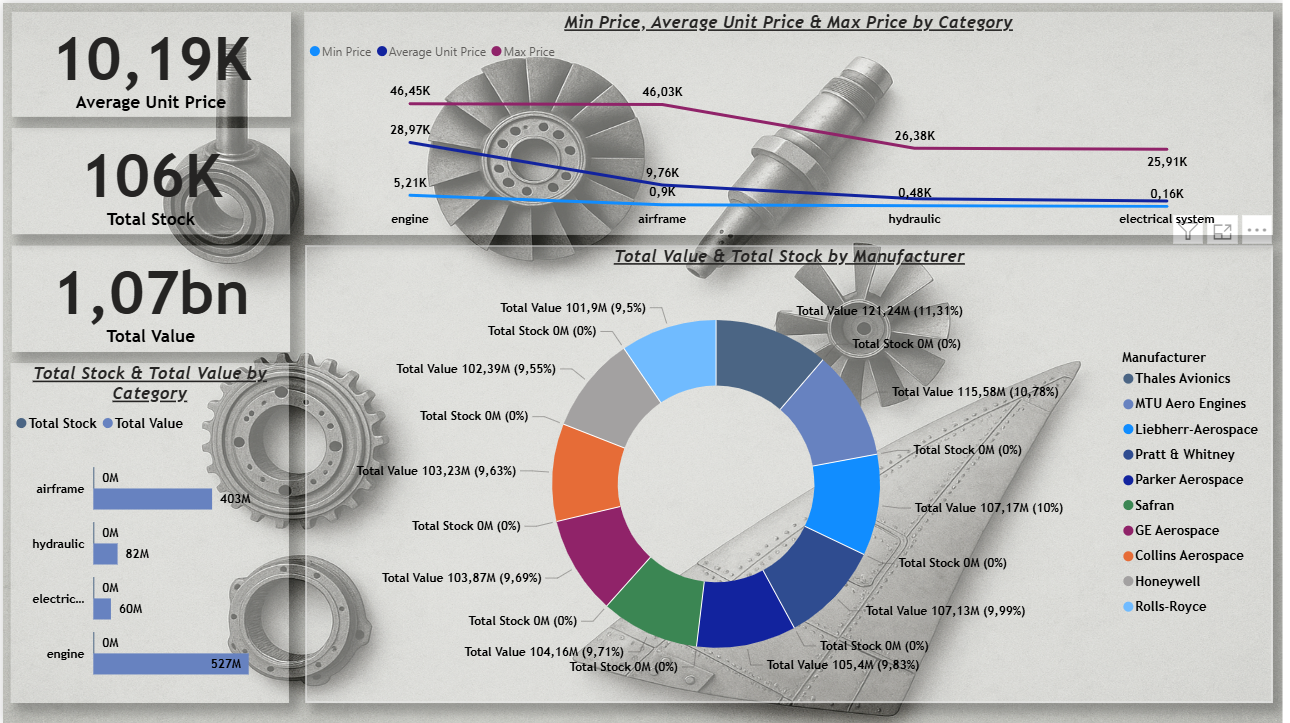 10,19K
Average Unit Price
106K
Total Stock
1,07bn
Total Value
Total Stock & Total Value by
Category
Total Stock Total Value
airframe 0M
403M
hydraulic 0M
82M
electric... 0M
60M
engine 0M
527M
Min Price, Average Unit Price & Max Price by Category
Min Price Average Unit Price Max Price
46,45K 46,03K 26,38K 25,91K
28,97K 9,76K
5,21K 0,9K 0,48K 0,16K
engine airframe hydraulic electrical system
Total Value & Total Stock by Manufacturer
Total Value 101,9M (9,5%)
Total Stock 0M (0%)
Total Value 102,39M (9,55%)
Total Stock 0M (0%)
Total Value 103,23M (9,63%)
Total Stock 0M (0%)
Total Value 103,87M (9,69%)
Total Stock 0M (0%)
Total Value 104,16M (9,71%)
Total Stock 0M (0%)
Total Value 121,24M (11,31%)
Total Stock 0M (0%)
Total Value 115,58M (10,78%)
Total Stock 0M (0%)
Total Value 107,17M (10%)
Total Stock 0M (0%)
Total Value 107,13M (9,99%)
Total Stock 0M (0%)
Total Value 105,4M (9,83%)
Manufacturer
Thales Avionics
MTU Aero Engines
Liebherr-Aerospace
Pratt & Whitney
Parker Aerospace
Safran
GE Aerospace
Collins Aerospace
Honeywell
Rolls-Royce